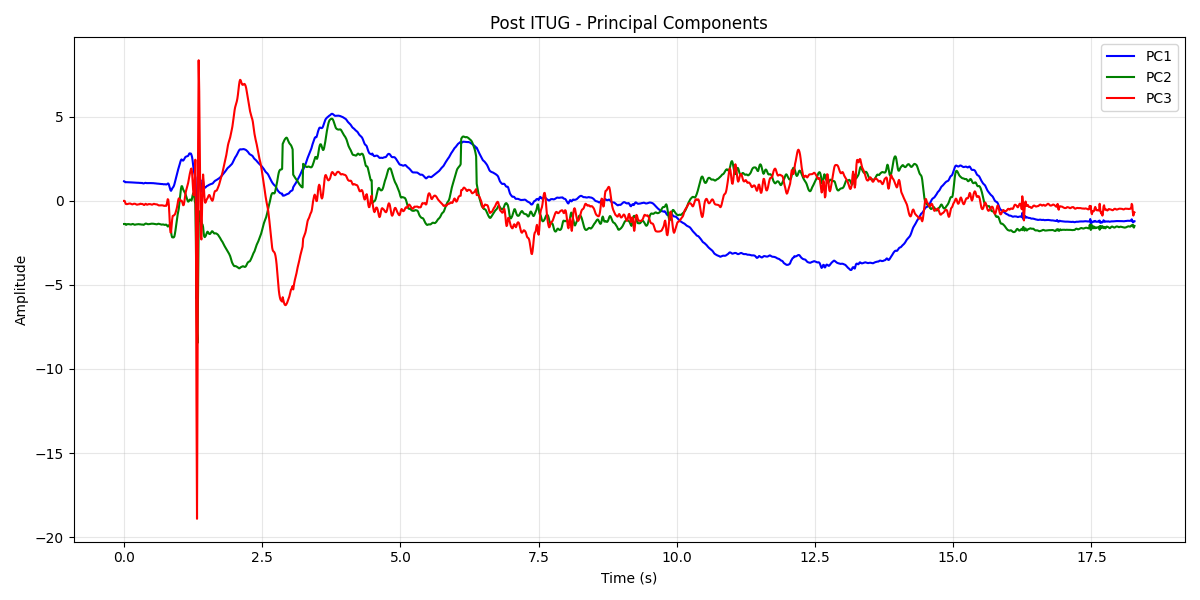 Post ITUG - Principal Components
PC1
PC2
PC3
Amplitude
5
0
−5
−10
−15
−20
0.0 2.5 5.0 7.5 10.0 12.5 15.0 17.5
Time (s)